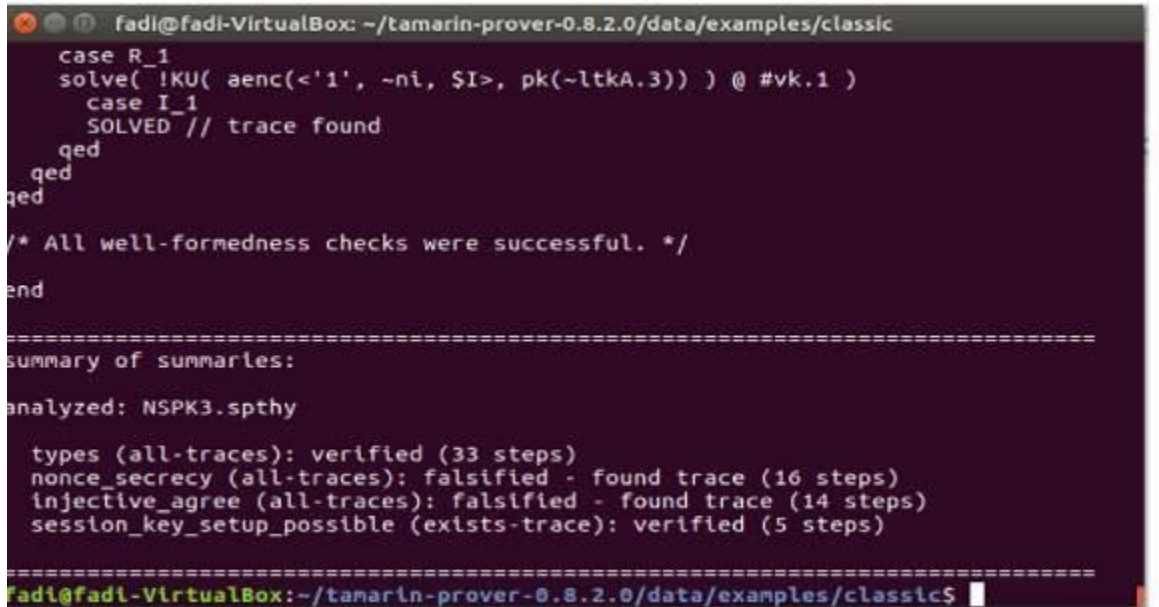 fadi@fadi-VirtualBox: ~/tamarin-prover-0.8.2.0/data/examples/classic
case R_1
solve( !KU( aenc(<'1', ~ni, $I>, pk(~ltkA.3)) ) @ #vk.1 )
case I_1
SOLVED // trace found
qed
qed
qed
/* All well-formedness checks were successful. */
end
==============================================================================
summary of summaries:
analyzed: NSPK3.spthy
types (all-traces): verified (33 steps)
nonce_secrecy (all-traces): falsified - found trace (16 steps)
injective_agree (all-traces): falsified - found trace (14 steps)
session_key_setup_possible (exists-trace): verified (5 steps)
==============================================================================
fadi@fadi-VirtualBox:~/tamarin-prover-0.8.2.0/data/examples/classic$